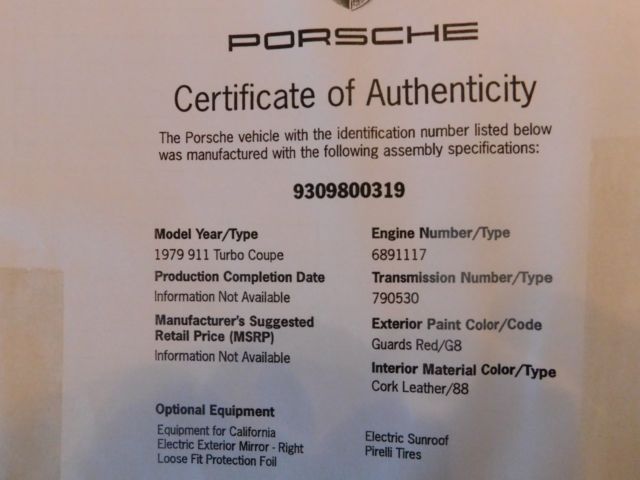 PORSCHE
Certificate of Authenticity
The Porsche vehicle with the identification number listed below
was manufactured with the following assembly specifications:
9309800319
Model Year/Type
1979 911 Turbo Coupe
Production Completion Date
Information Not Available
Manufacturer's Suggested
Retail Price (MSRP)
Information Not Available
Engine Number/Type
6891117
Transmission Number/Type
790530
Exterior Paint Color/Code
Guards Red/G8
Interior Material Color/Type
Cork Leather/88
Optional Equipment
Equipment for California
Electric Exterior Mirror - Right
Loose Fit Protection Foil
Electric Sunroof
Pirelli Tires